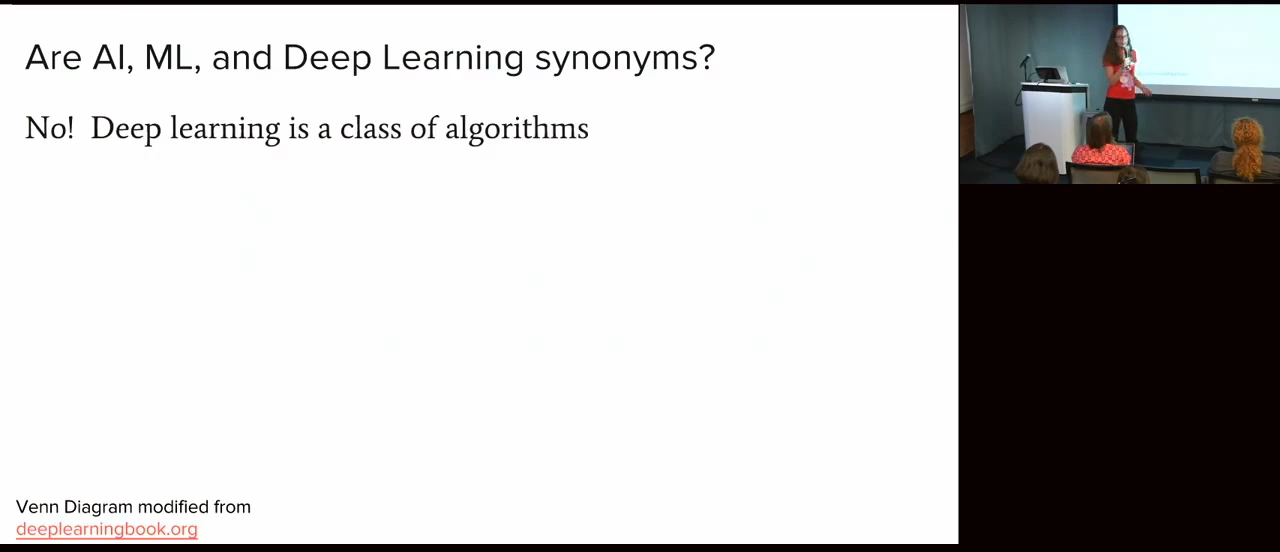 Are AI, ML, and Deep Learning synonyms?
No! Deep learning is a class of algorithms
Venn Diagram modified from
deeplearningbook.org